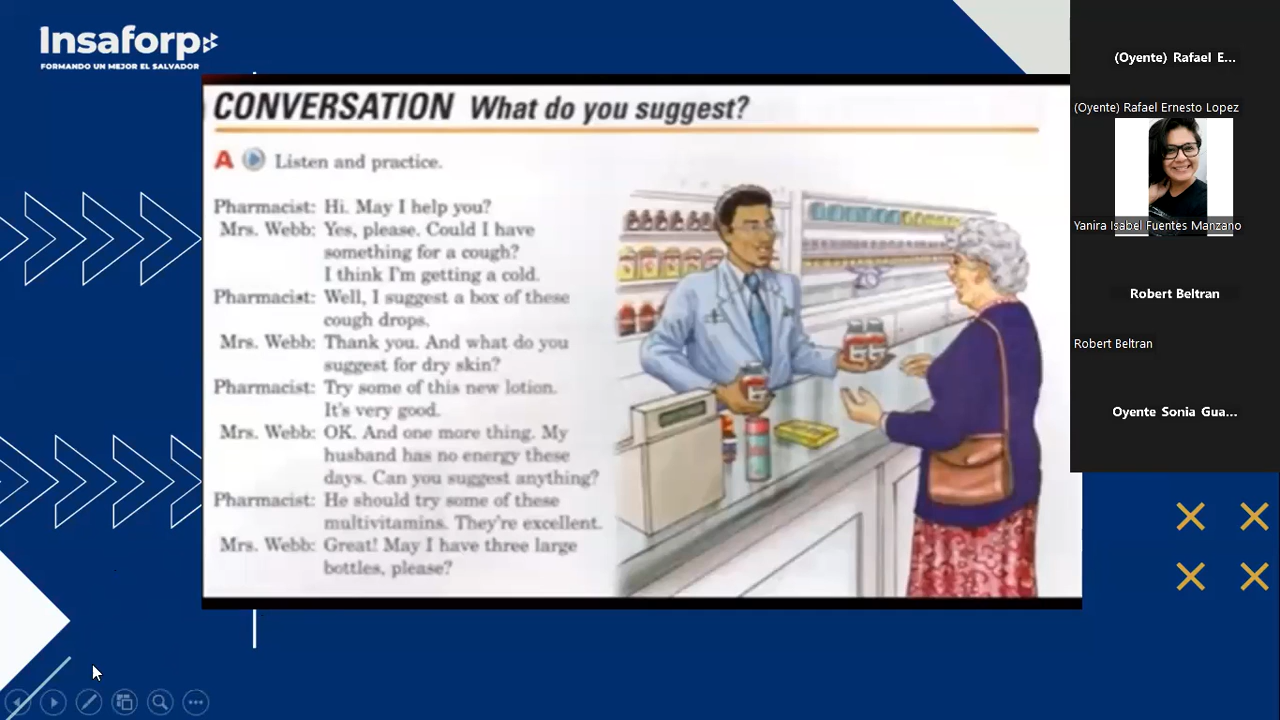 Insaforp
FORMANDO UN MEJOR EL SALVADOR
CONVERSATION What do you suggest?
A Listen and practice.
Pharmacist: Hi. May I help you?
Mrs. Webb: Yes, please. Could I have
something for a cough?
I think I'm getting a cold.
Pharmacist: Well, I suggest a box of these
cough drops.
Mrs. Webb: Thank you. And what do you
suggest for dry skin?
Pharmacist: Try some of this new lotion.
It's very good.
Mrs. Webb: OK. And one more thing. My
husband has no energy these
days. Can you suggest anything?
Pharmacist: He should try some of these
multivitamins. They're excellent.
Mrs. Webb: Great! May I have three large
bottles, please?
(Oyente) Rafael E...
(Oyente) Rafael Ernesto Lopez
Yanira Isabel Fuentes Manzano
Robert Beltran
Robert Beltran
Oyente Sonia Gua...